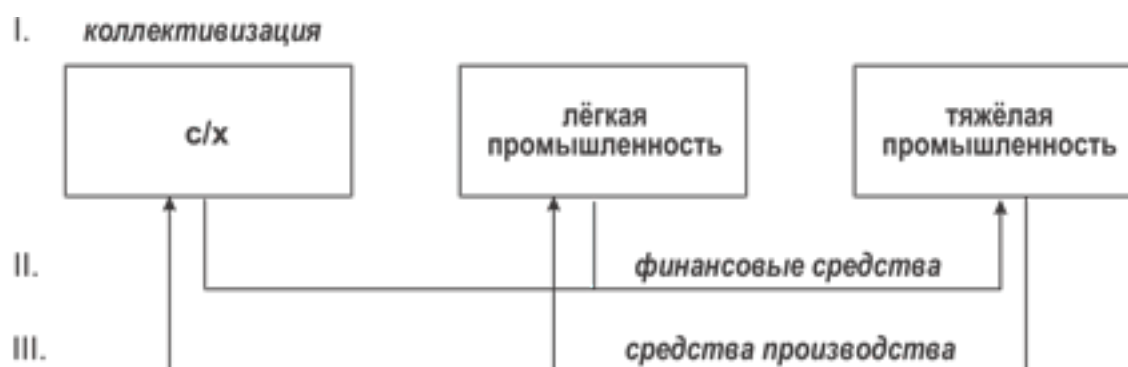 I. коллективизация
с/х
лёгкая
промышленность
тяжёлая
промышленность
II. финансовые средства
III. средства производства